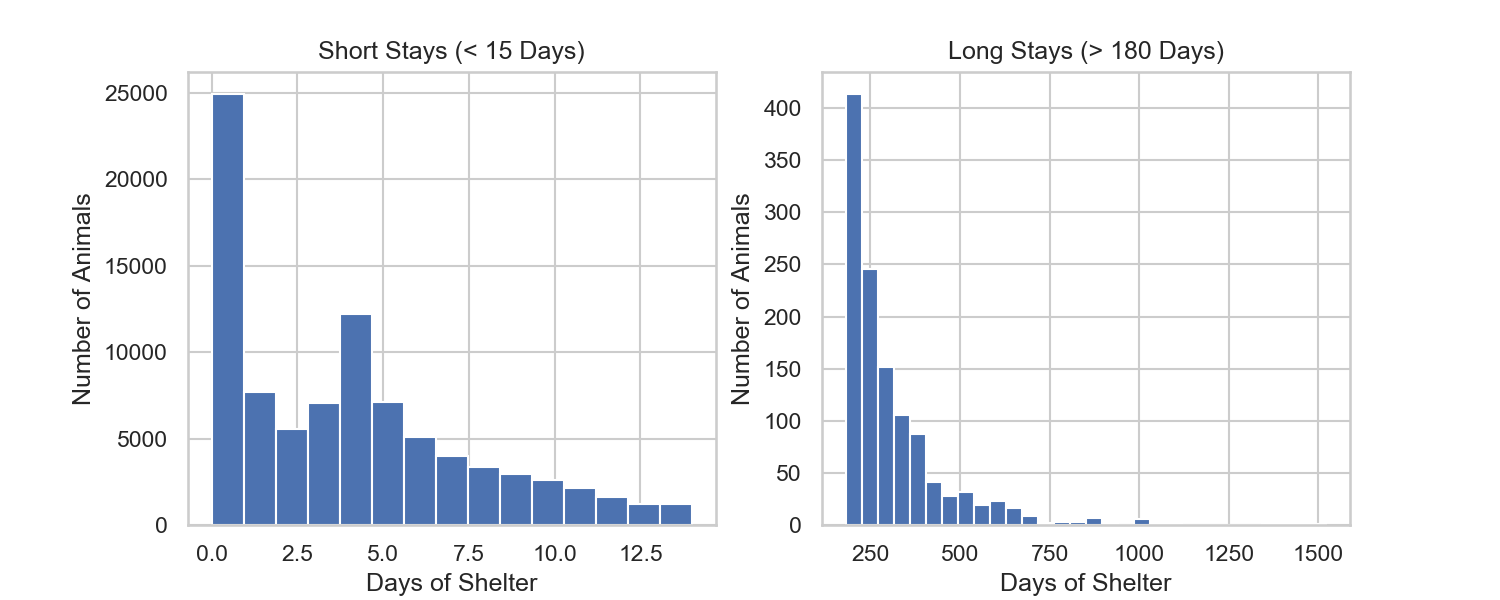 Short Stays (< 15 Days)
Number of Animals
25000
20000
15000
10000
5000
0
0.0 2.5 5.0 7.5 10.0 12.5
Days of Shelter
Long Stays (> 180 Days)
Number of Animals
400
350
300
250
200
150
100
50
0
250 500 750 1000 1250 1500
Days of Shelter